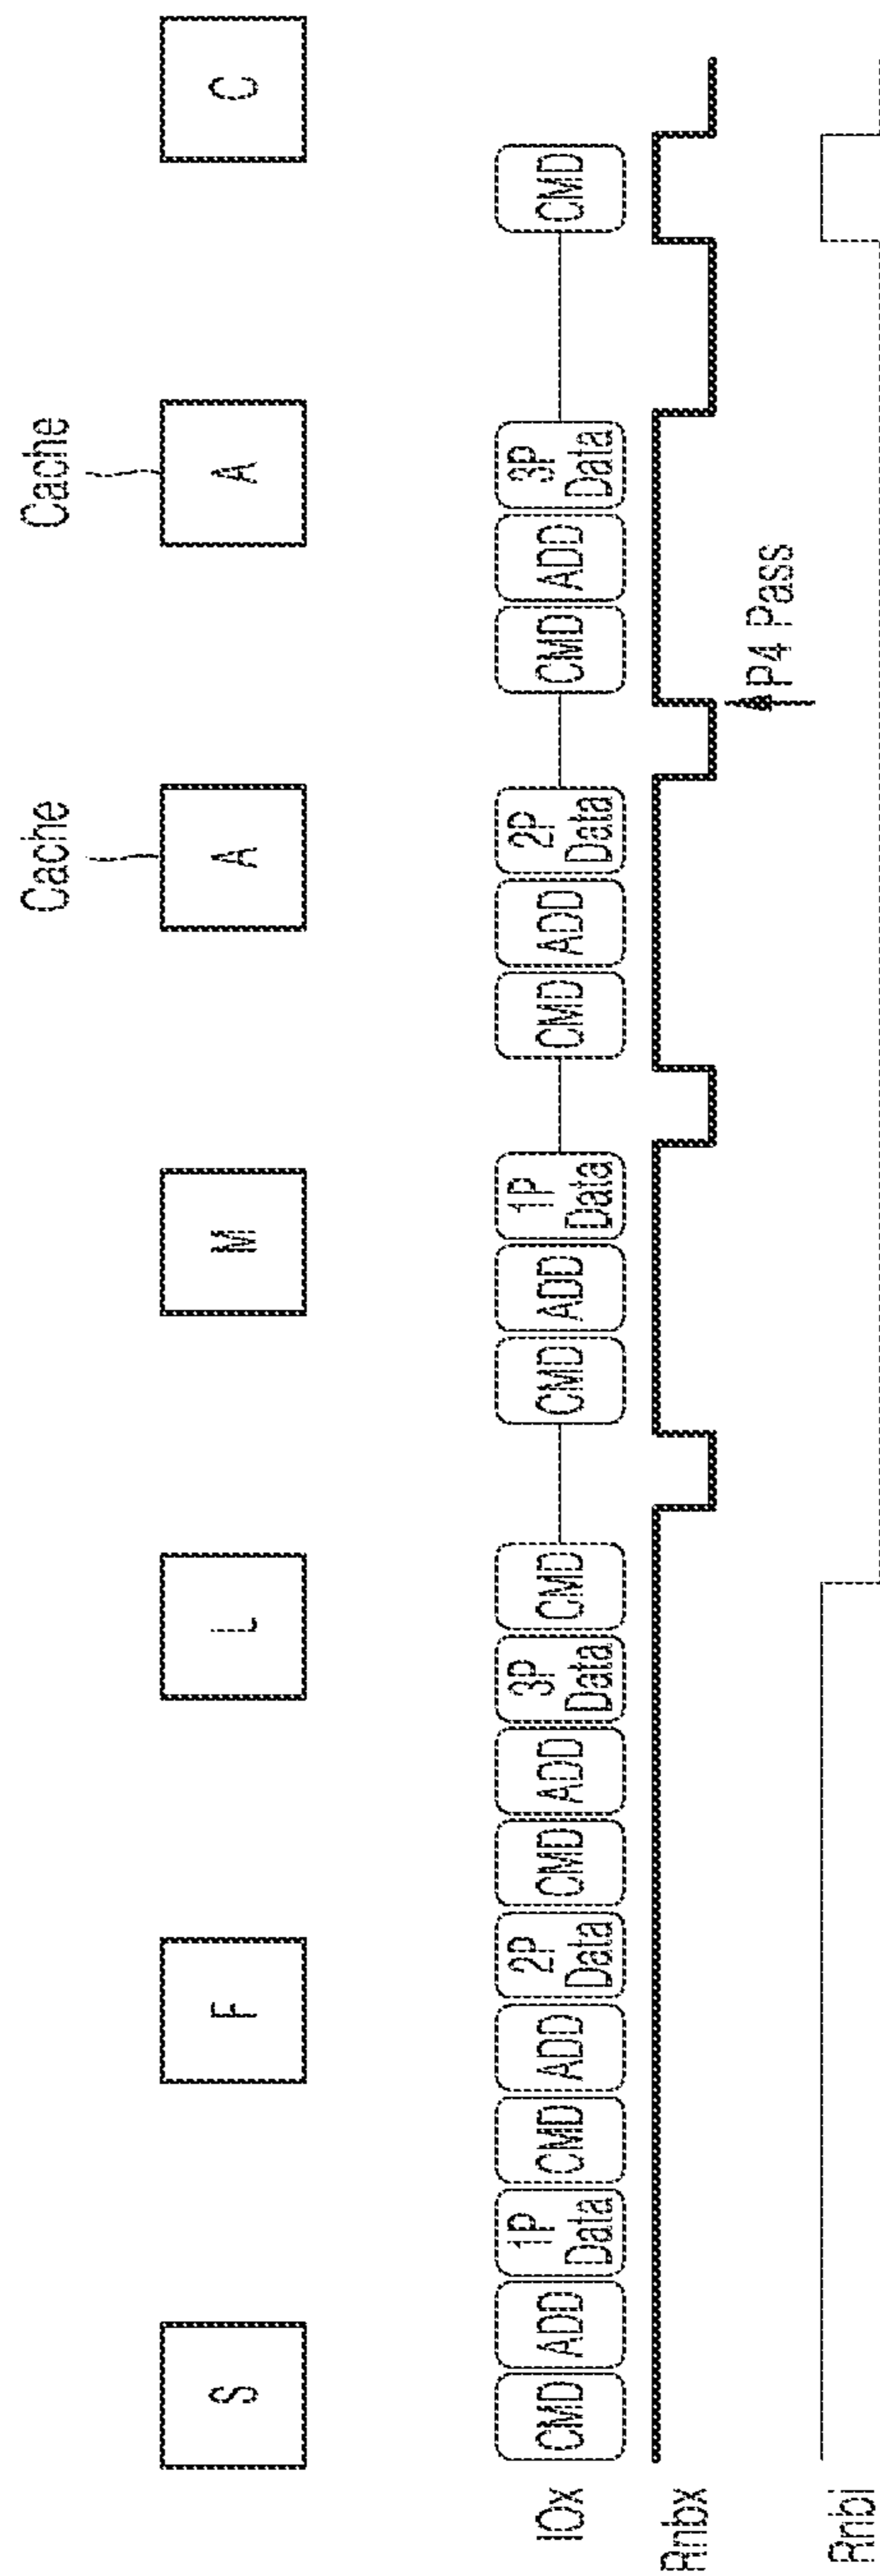 Cache
Cache
S
F
L
M
A
A
C
IOx
CMD
ADD
1P
Data
CMD
ADD
2P
Data
CMD
ADD
3P
Data
CMD
CMD
ADD
1P
Data
CMD
ADD
2P
Data
CMD
ADD
3P
Data
CMD
Rnbx
P4 Pass
Rnbi